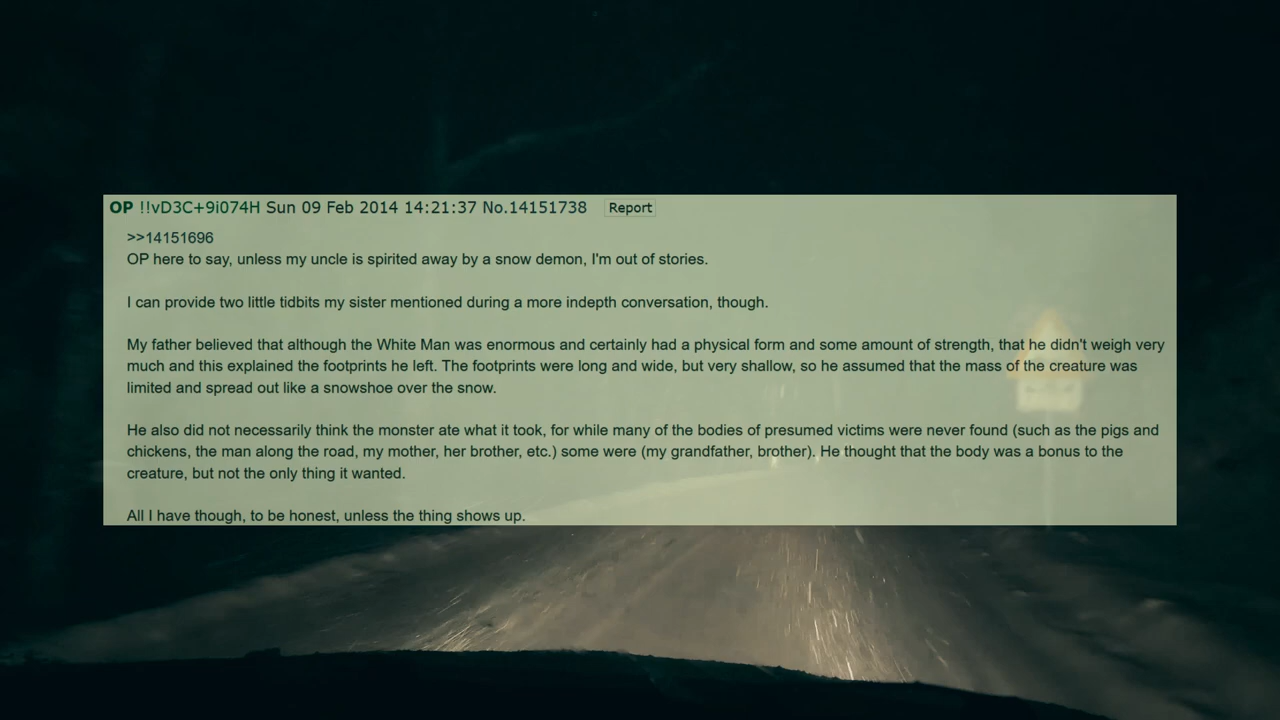 OP !!vD3C+9i074H Sun 09 Feb 2014 14:21:37 No.14151738 Report
>>14151696
OP here to say, unless my uncle is spirited away by a snow demon, I'm out of stories.
I can provide two little tidbits my sister mentioned during a more indepth conversation, though.
My father believed that although the White Man was enormous and certainly had a physical form and some amount of strength, that he didn't weigh very
much and this explained the footprints he left. The footprints were long and wide, but very shallow, so he assumed that the mass of the creature was
limited and spread out like a snowshoe over the snow.
He also did not necessarily think the monster ate what it took, for while many of the bodies of presumed victims were never found (such as the pigs and
chickens, the man along the road, my mother, her brother, etc.) some were (my grandfather, brother). He thought that the body was a bonus to the
creature, but not the only thing it wanted.
All I have though, to be honest, unless the thing shows up.